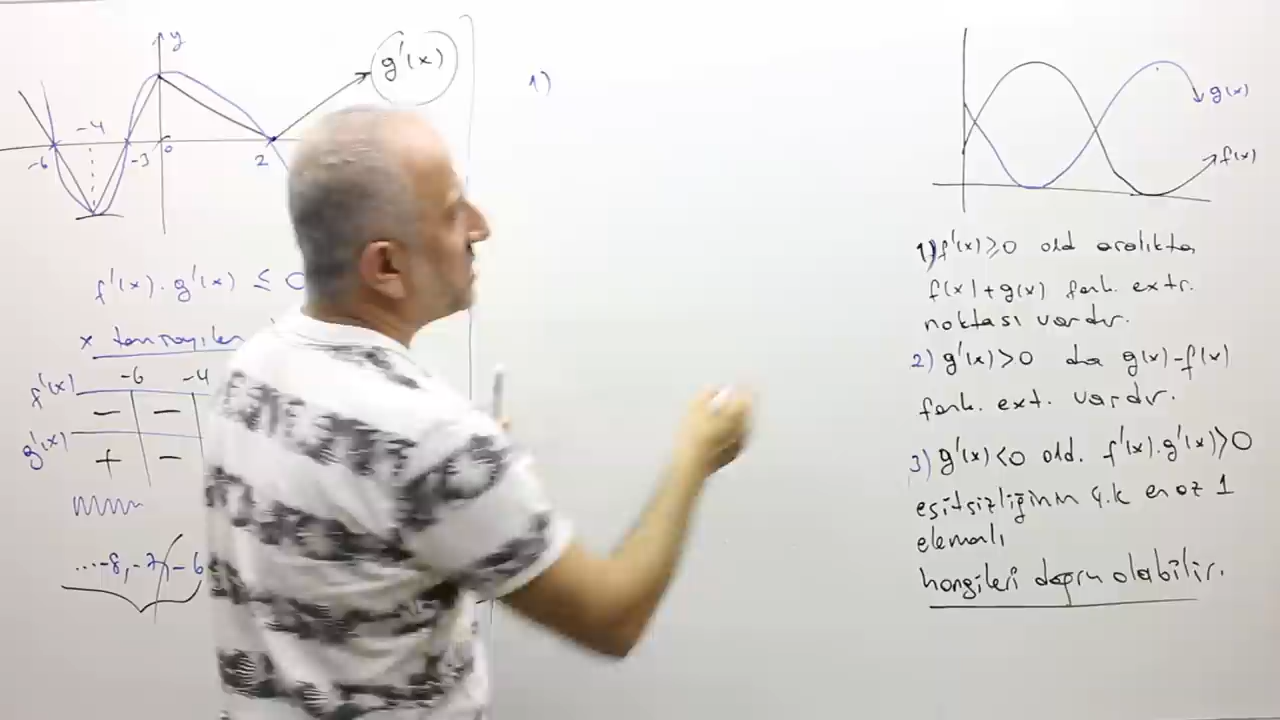 y
g'(x)
-4
-6
-3
0
2
f'(x).g'(x) ≤ 0
x tamsayıları
f'(x)
-6
-4
−
−
g'(x)
+
−
...-8,-7,-6
1)
g(x)
f(x)
1) f'(x)≥0 old aralıkta
f(x)+g(x) fonk. extr.
noktası vardır.
2) g'(x)>0 da g(x)-f(x)
fonk. ext. vardır.
3) g'(x)<0 old. f'(x).g'(x)>0
eşitsizliğinin ç.k en az 1
elemanlı
hangileri doğru olabilir.